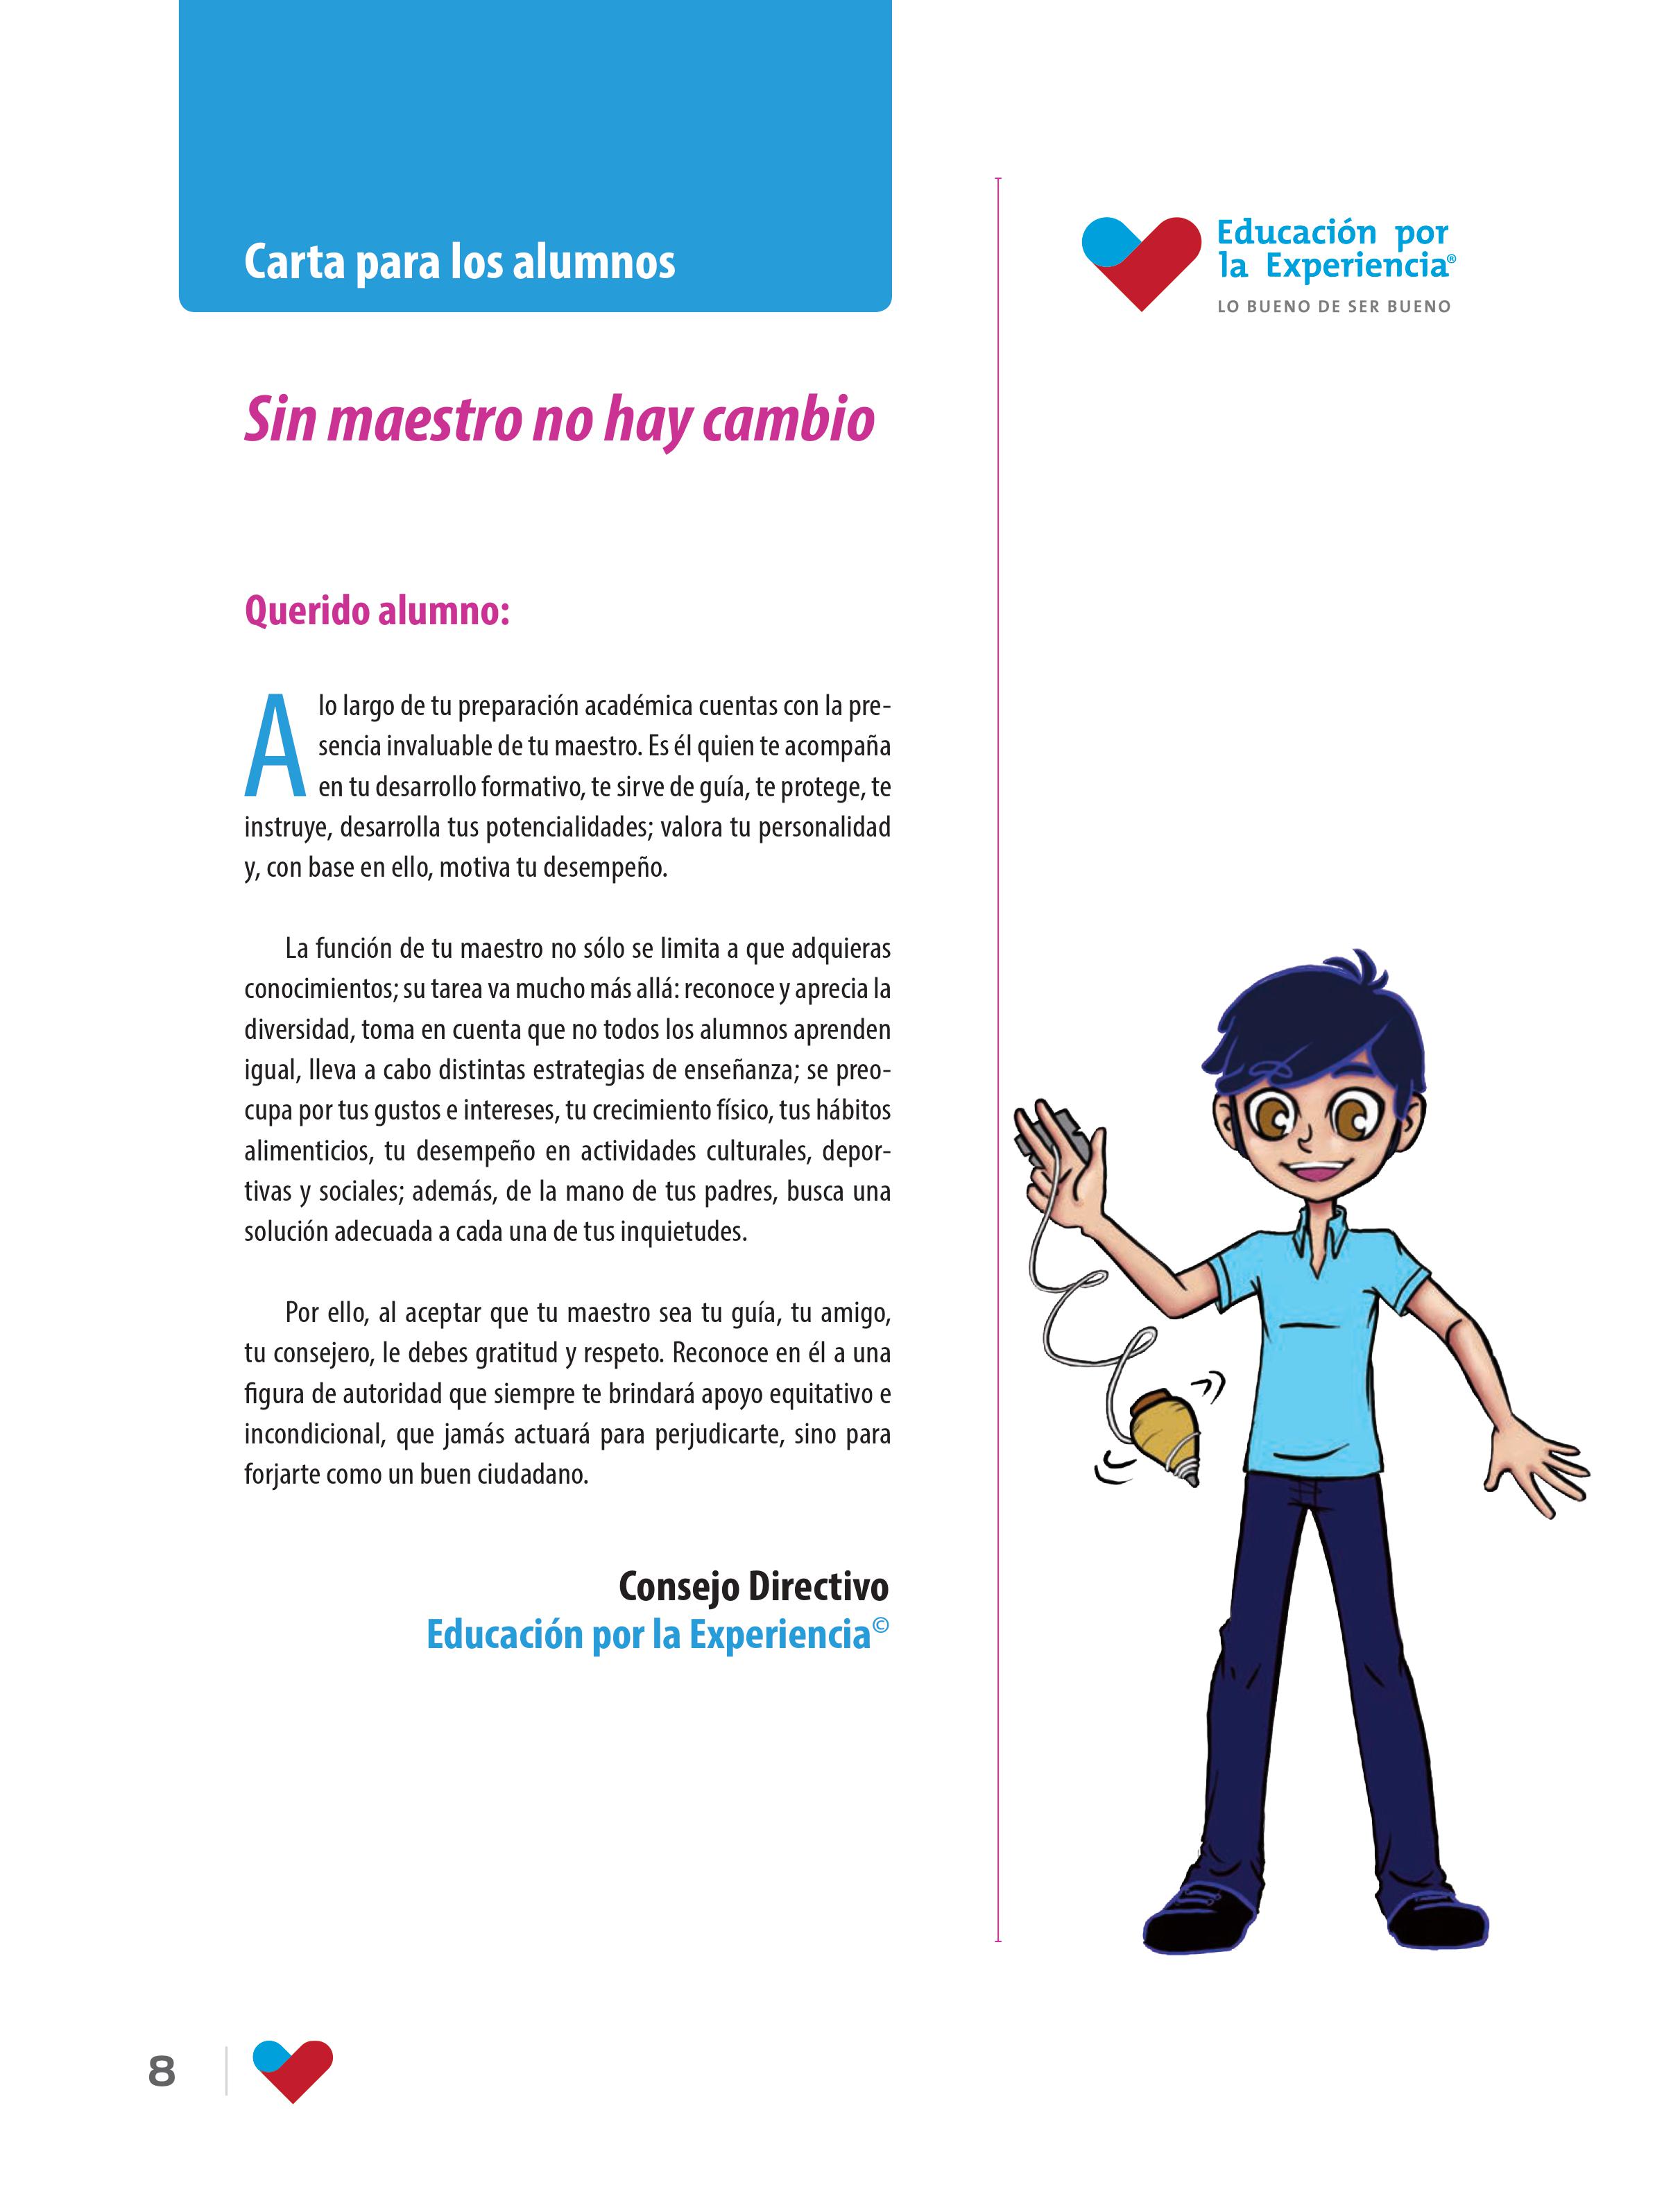 Carta para los alumnos
Educación por
la Experiencia®
LO BUENO DE SER BUENO
Sin maestro no hay cambio
Querido alumno:
A lo largo de tu preparación académica cuentas con la pre-
sencia invaluable de tu maestro. Es él quien te acompaña
en tu desarrollo formativo, te sirve de guía, te protege, te
instruye, desarrolla tus potencialidades; valora tu personalidad
y, con base en ello, motiva tu desempeño.
La función de tu maestro no sólo se limita a que adquieras
conocimientos; su tarea va mucho más allá: reconoce y aprecia la
diversidad, toma en cuenta que no todos los alumnos aprenden
igual, lleva a cabo distintas estrategias de enseñanza; se preo-
cupa por tus gustos e intereses, tu crecimiento físico, tus hábitos
alimenticios, tu desempeño en actividades culturales, depor-
tivas y sociales; además, de la mano de tus padres, busca una
solución adecuada a cada una de tus inquietudes.
Por ello, al aceptar que tu maestro sea tu guía, tu amigo,
tu consejero, le debes gratitud y respeto. Reconoce en él a una
figura de autoridad que siempre te brindará apoyo equitativo e
incondicional, que jamás actuará para perjudicarte, sino para
forjarte como un buen ciudadano.
Consejo Directivo
Educación por la Experiencia©
8